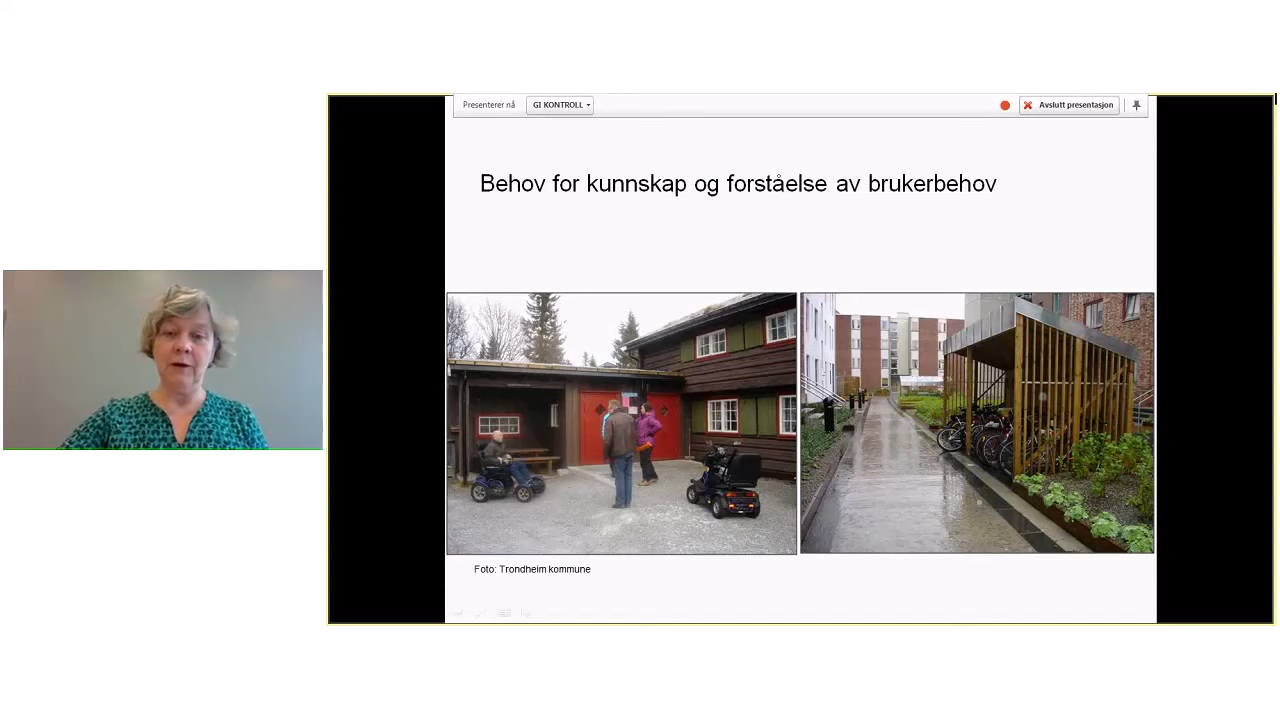 Presenterer nå
GI KONTROLL
Avslutt presentasjon
Behov for kunnskap og forståelse av brukerbehov
Foto: Trondheim kommune